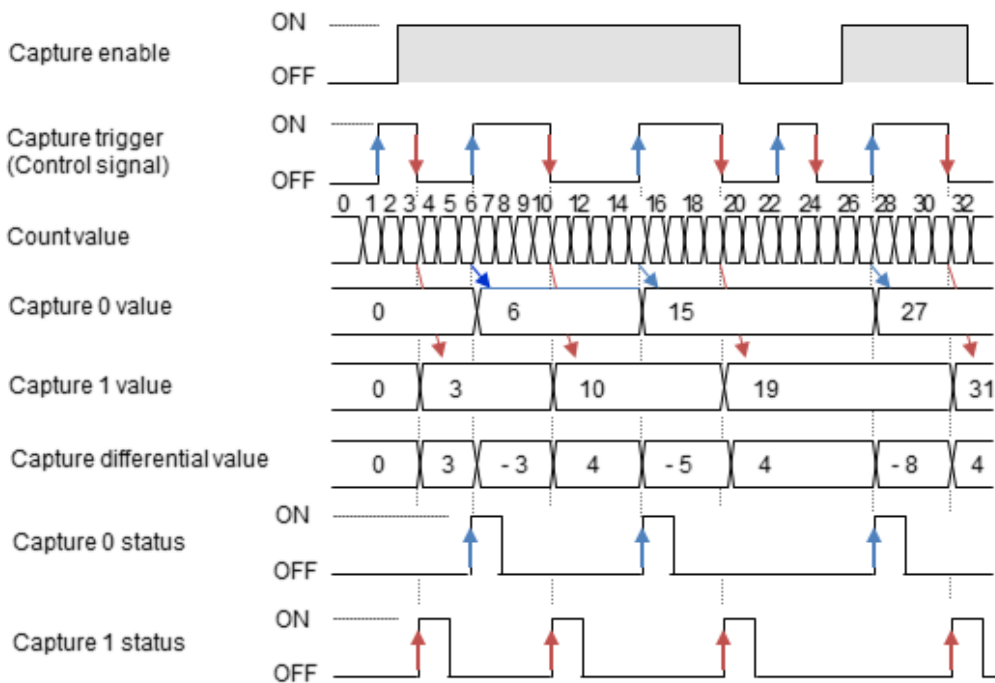 ON
Capture enable
OFF
ON
Capture trigger
(Control signal)
OFF
0 1 2 3 4 5 6 7 8 9 10 12 14 16 18 20 22 24 26 28 30 32
Countvalue
Capture 0 value 0 6 15 27
Capture 1 value 0 3 10 19 31
Capture differential value 0 3 - 3 4 - 5 4 - 8 4
ON
Capture 0 status
OFF
ON
Capture 1 status
OFF